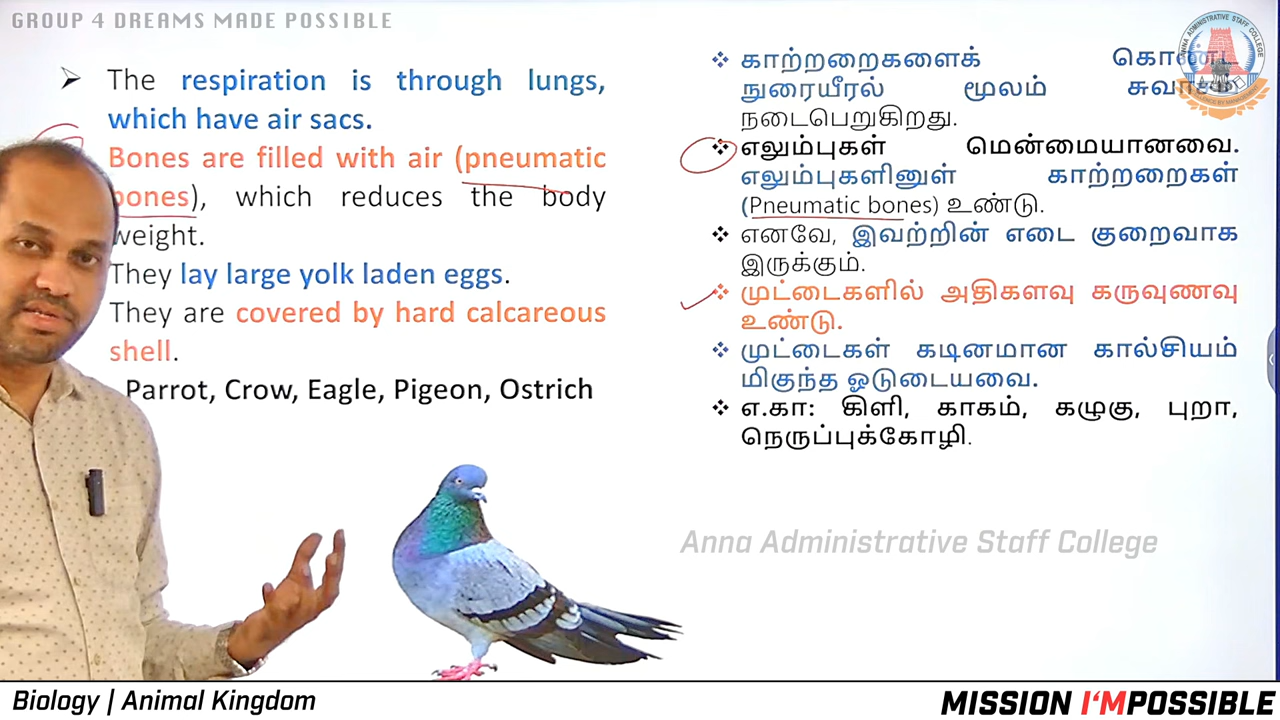 GROUP 4 DREAMS MADE POSSIBLE
The respiration is through lungs,
which have air sacs.
Bones are filled with air (pneumatic
bones), which reduces the body
weight.
They lay large yolk laden eggs.
They are covered by hard calcareous
shell.
Parrot, Crow, Eagle, Pigeon, Ostrich
காற்றறைகளைக் கொண்ட
நுரையீரல் மூலம்
நடைபெறுகிறது.
எலும்புகள் மென்மையானவை.
எலும்புகளினுள் காற்றறைகள்
(Pneumatic bones) உண்டு.
எனவே, இவற்றின் எடை குறைவாக
இருக்கும்.
முட்டைகளில் அதிகளவு கருவுணவு
உண்டு.
முட்டைகள் கடினமான கால்சியம்
மிகுந்த ஓடுடையவை.
எ.கா: கிளி, காகம், கழுகு, புறா,
நெருப்புக்கோழி.
ANNA ADMINISTRATIVE STAFF COLLEGE
Anna Administrative Staff College
Biology | Animal Kingdom
MISSION I'MPOSSIBLE